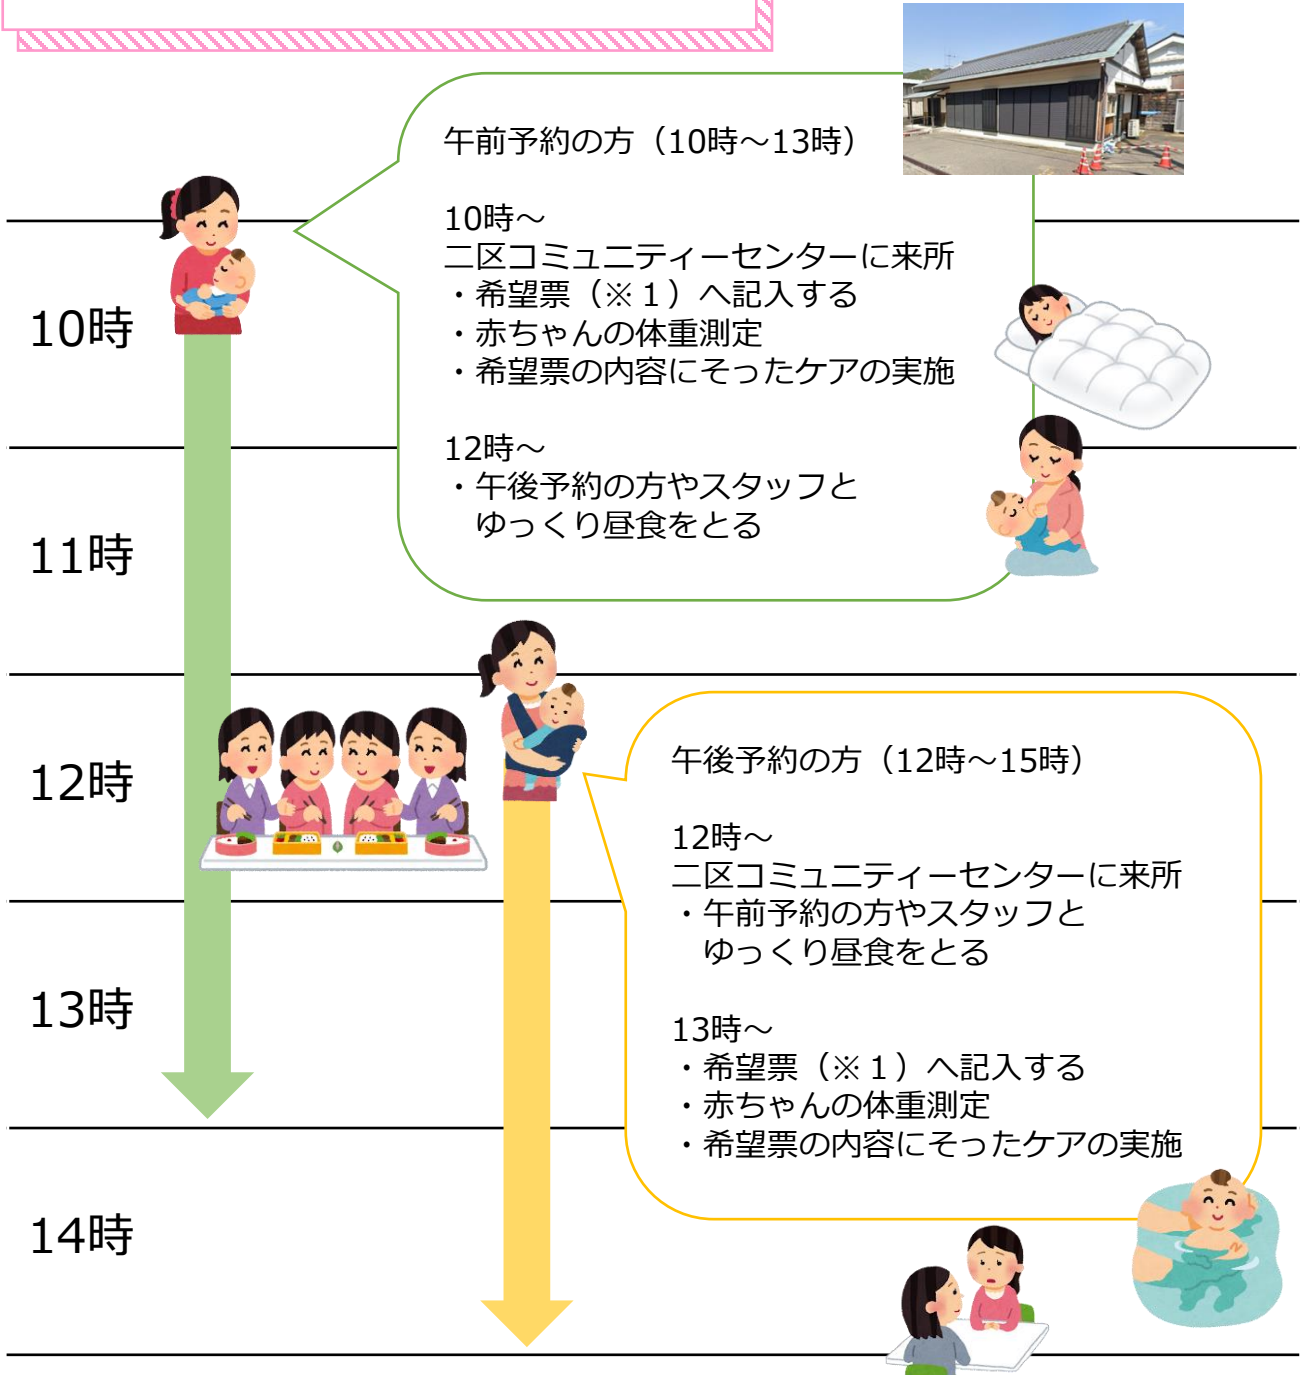 午前予約の方（10時～13時）
10時～
二区コミュニティーセンターに来所
・希望票（※１）へ記入する
・赤ちゃんの体重測定
・希望票の内容にそったケアの実施
12時～
・午後予約の方やスタッフと
ゆっくり昼食をとる
10時
11時
12時
13時
14時
午後予約の方（12時～15時）
12時～
二区コミュニティーセンターに来所
・午前予約の方やスタッフと
ゆっくり昼食をとる
13時～
・希望票（※１）へ記入する
・赤ちゃんの体重測定
・希望票の内容にそったケアの実施